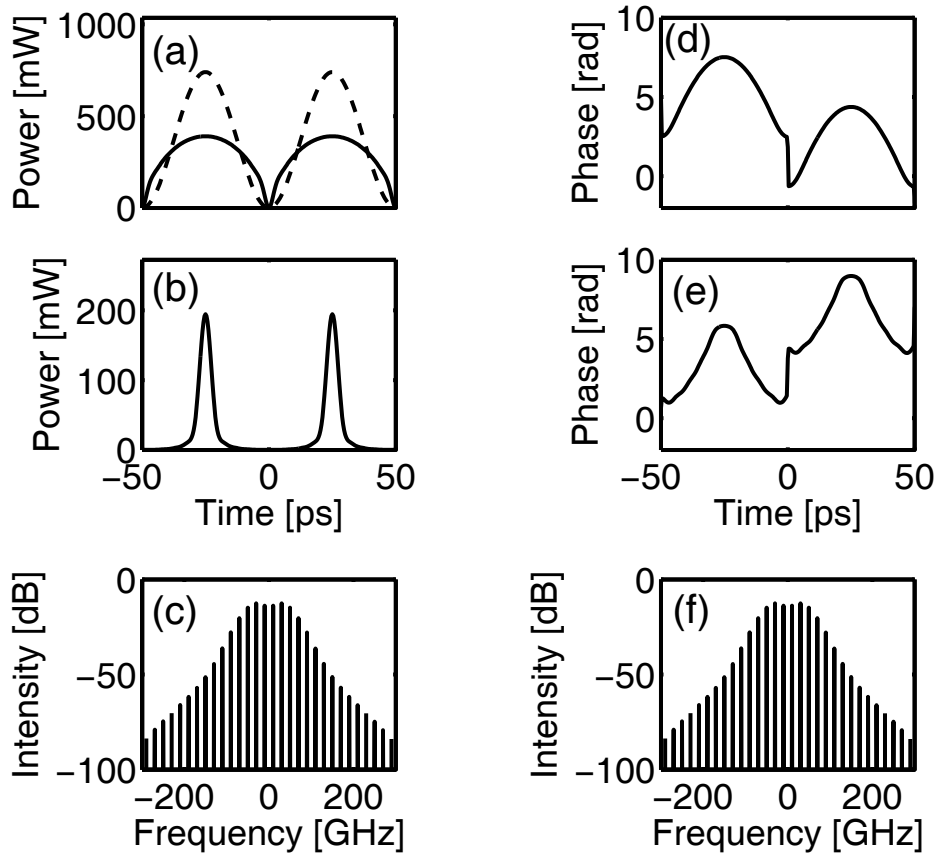 1000
500
0
Power [mW]
(a)
10
5
0
Phase [rad]
(d)
200
100
0
Power [mW]
(b)
−50
0
50
Time [ps]
10
5
0
Phase [rad]
(e)
−50
0
50
Time [ps]
0
−50
−100
Intensity [dB]
(c)
−200
0
200
Frequency [GHz]
0
−50
−100
Intensity [dB]
(f)
−200
0
200
Frequency [GHz]